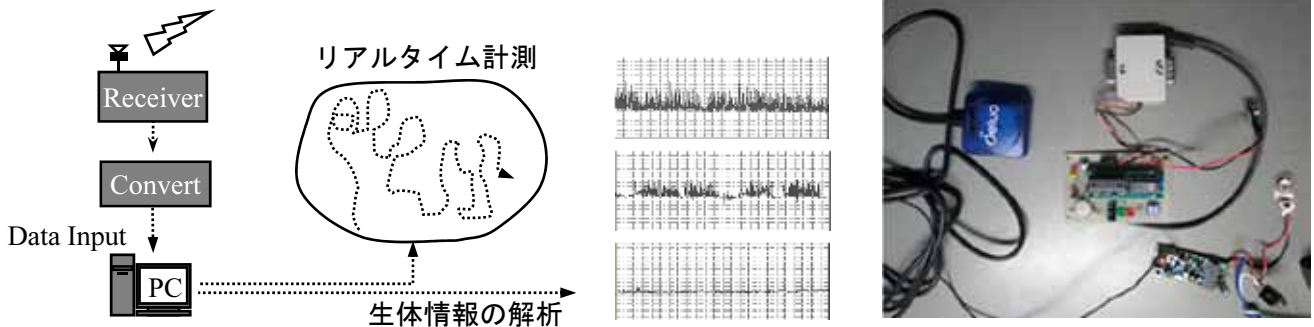 リアルタイム計測
Receiver
Convert
Data Input
PC
生体情報の解析
DELUO